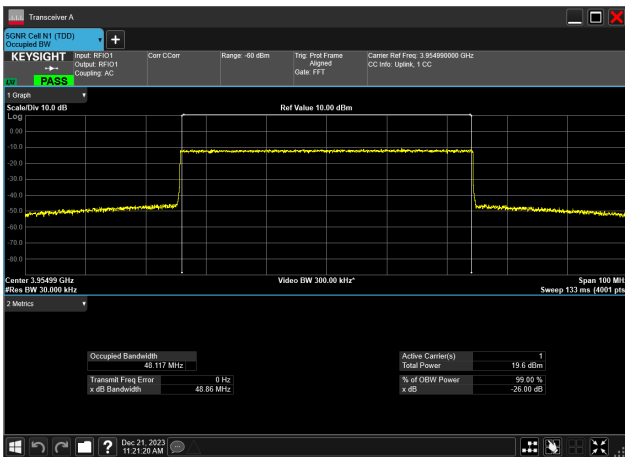 Transceiver A
5GNR Cell N1 (TDD)
Occupied BW
KEYSIGHT
PASS
Input: RFIO1
Output: RFIO1
Coupling: AC
Corr CCorr
Range: -60 dBm
Trig: Prot Frame
Aligned
Gate: FFT
Carrier Ref Freq: 3.954990000 GHz
CC Info: Uplink, 1 CC
1 Graph
Scale/Div 10.0 dB
Ref Value 10.00 dBm
Log
0.00
-10.0
-20.0
-30.0
-40.0
-50.0
-60.0
-70.0
-80.0
Center 3.95499 GHz
Video BW 300.00 kHz*
Span 100 MHz
#Res BW 30.000 kHz
Sweep 133 ms (4001 pts
2 Metrics
Occupied Bandwidth
48.117 MHz
Transmit Freq Error 0 Hz
x dB Bandwidth 48.86 MHz
Active Carrier(s) 1
Total Power 19.6 dBm
% of OBW Power 99.00 %
x dB -26.00 dB
Dec 21, 2023
11:21:20 AM